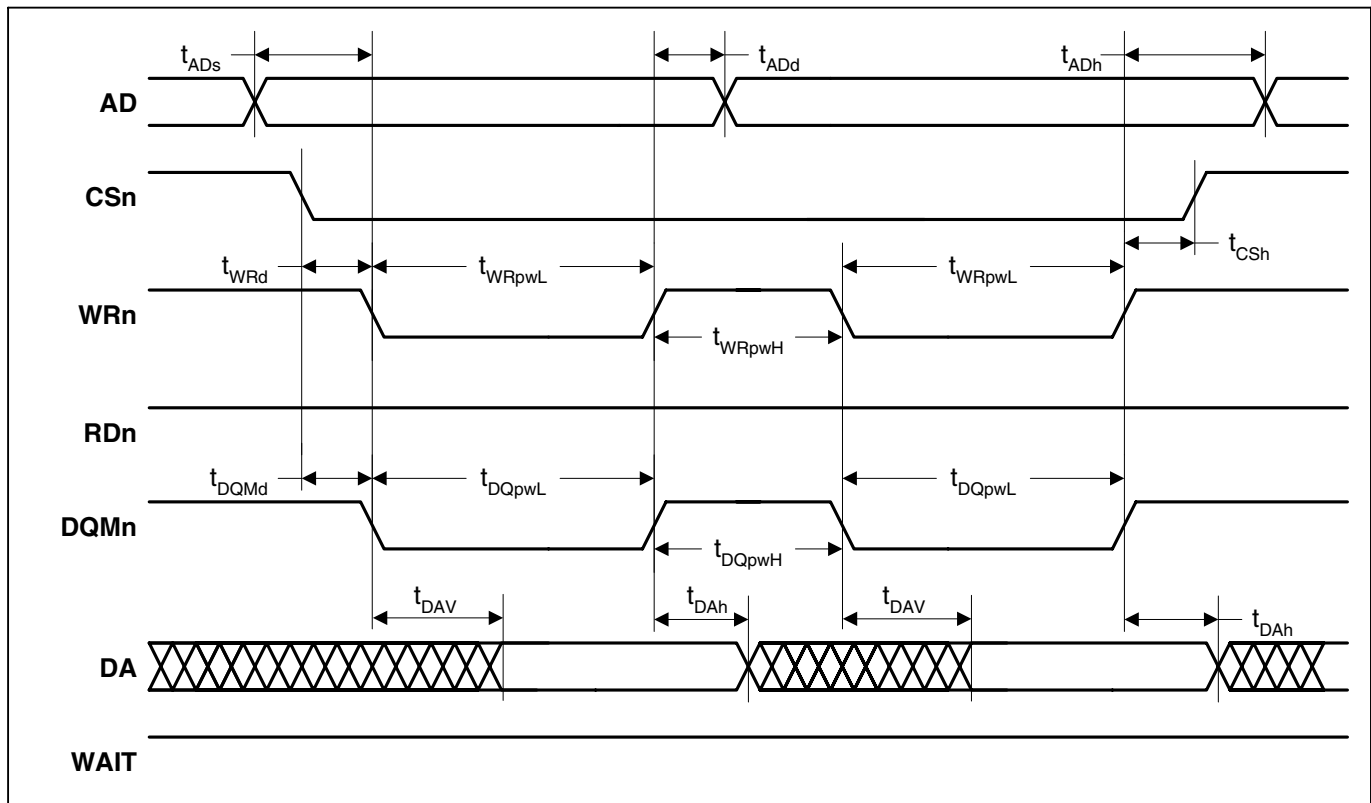 tADs tADd tADh
AD
CSn
tCSh
tWRd tWRpwL tWRpwL
WRn
tWRpwH
RDn
tDQMd tDQpwL tDQpwL
DQMn
tDQpwH
tDAV tDAh tDAV tDAh
DA
WAIT